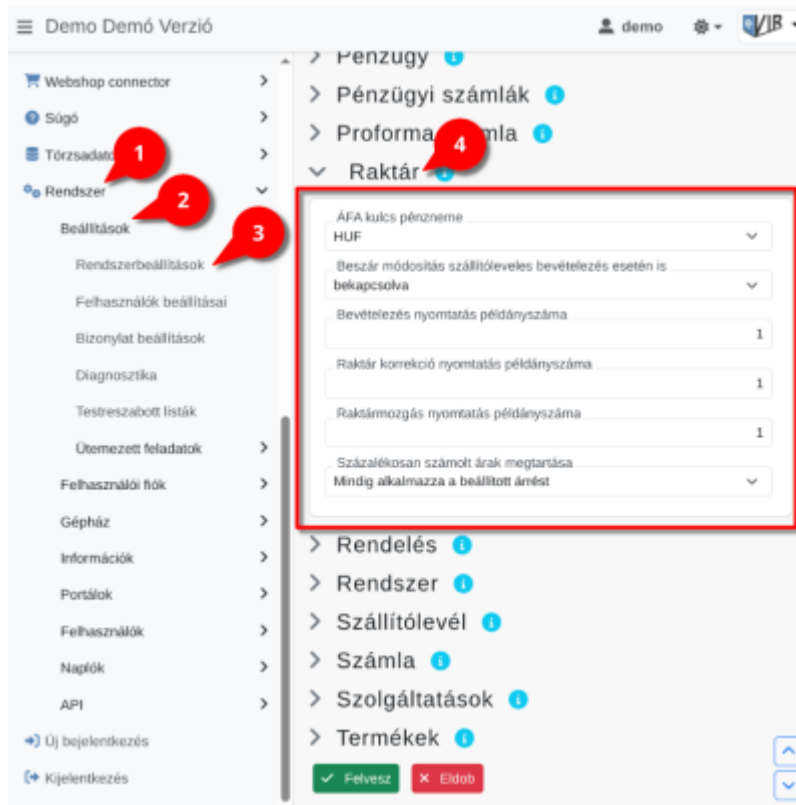 Demo Demó Verzió
demo
VIR
Webshop connector
Súgó
Törzsadato
1
Rendszer
2
Beállítások
3
Rendszerbeállítások
Felhasználók beállításai
Bizonylat beállítások
Diagnosztika
Testreszabott listák
Ütemezett feladatok
Felhasználói fiók
Gépház
Információk
Portálok
Felhasználók
Naplók
API
Új bejelentkezés
Kijelentkezés
Pénzügy
Pénzügyi számlák
Proforma mla
4
Raktár
ÁFA kulcs pénzneme
HUF
Beszár módosítás szállítóleveles bevételezés esetén is
bekapcsolva
Bevételezés nyomtatás példányszáma
1
Raktár korrekció nyomtatás példányszáma
1
Raktármozgás nyomtatás példányszáma
1
Százalékosan számolt árak megtartása
Mindig alkalmazza a beállított árrést
Rendelés
Rendszer
Szállítólevél
Számla
Szolgáltatások
Termékek
Felvesz
Eldob